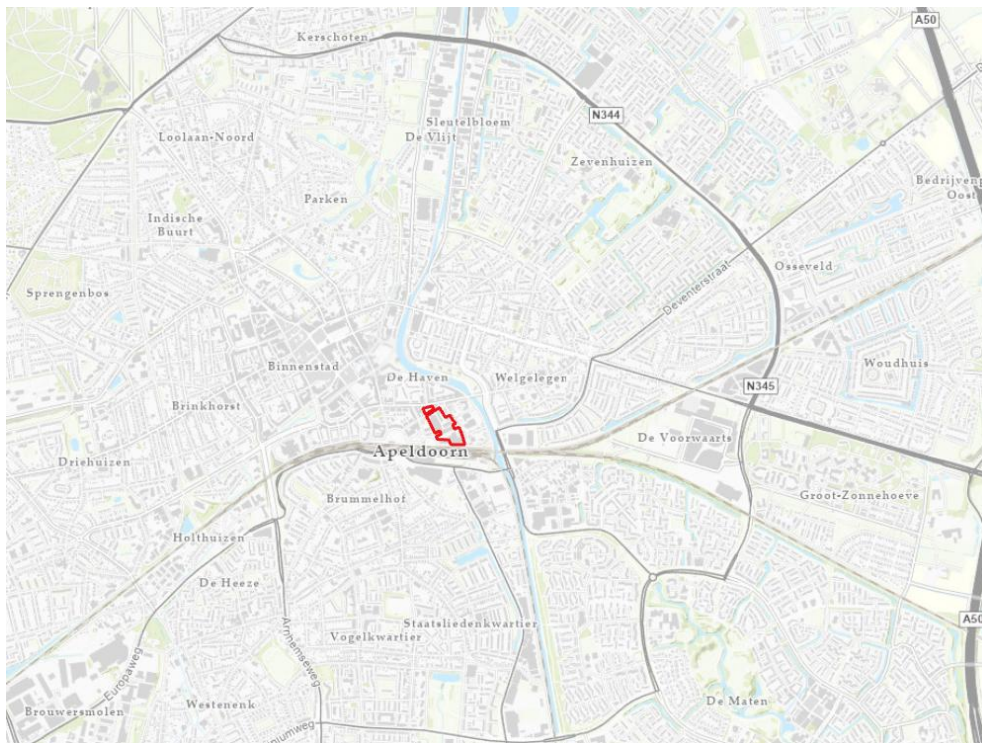 A50
Kerschoten
N344
Sleutelbloem
De Vlijt
Loolaan-Noord
Zevenhuizen
Parken
Indische
Buurt
Oost
Osseveld
Deventerstraat
Sprengenbos
Binnenstad
De Haven
Welgelegen
Woudhuis
N345
Brinkhorst
De Voorwaarts
Apeldoorn
Driehuizen
Brummelhof
Groot-Zonnehoeve
Holthuizen
De Heeze
Arnhemseweg
Vogelkwartier
Staatsliedenkwartier
A50
Europaweg
De Maten
Westenenk
Brouwersmolen